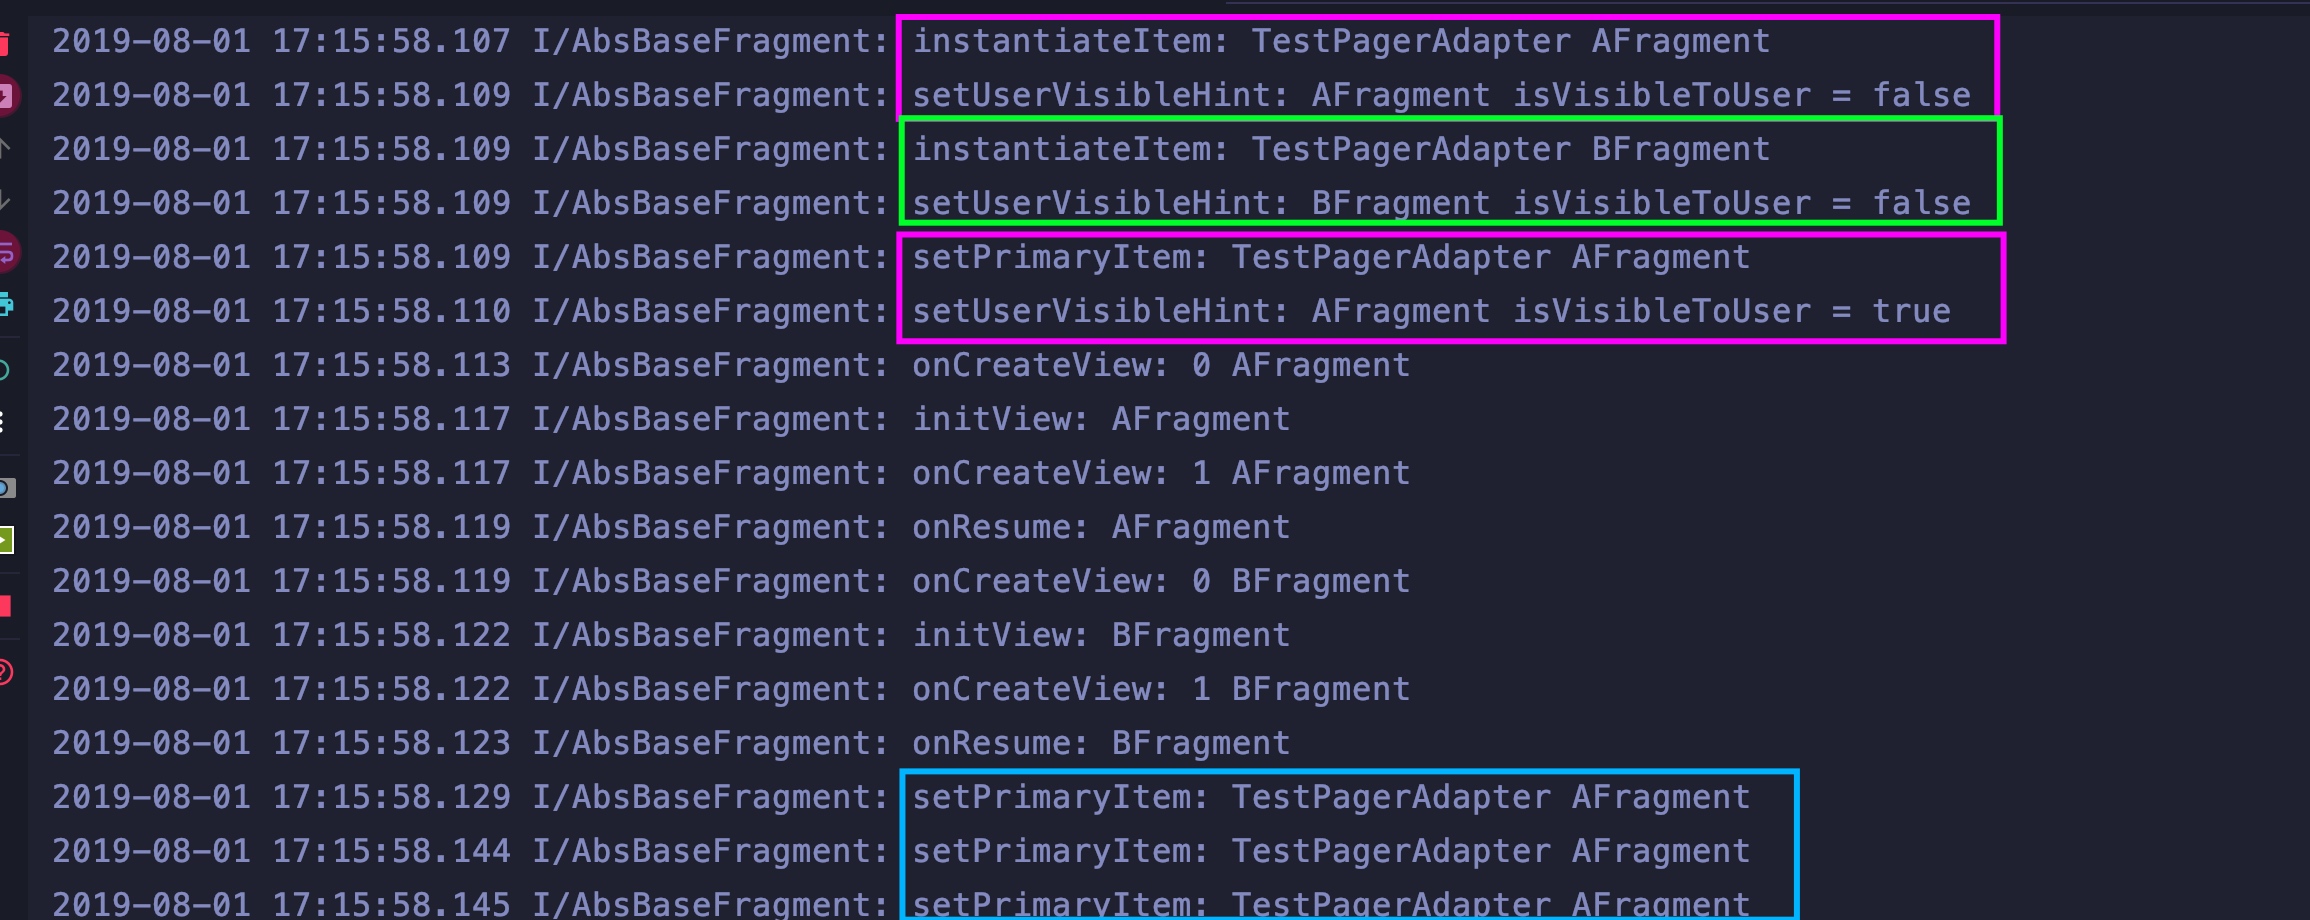 2019-08-01 17:15:58.107 I/AbsBaseFragment: instantiateItem: TestPagerAdapter AFragment
2019-08-01 17:15:58.109 I/AbsBaseFragment: setUserVisibleHint: AFragment isVisibleToUser = false
2019-08-01 17:15:58.109 I/AbsBaseFragment: instantiateItem: TestPagerAdapter BFragment
2019-08-01 17:15:58.109 I/AbsBaseFragment: setUserVisibleHint: BFragment isVisibleToUser = false
2019-08-01 17:15:58.109 I/AbsBaseFragment: setPrimaryItem: TestPagerAdapter AFragment
2019-08-01 17:15:58.110 I/AbsBaseFragment: setUserVisibleHint: AFragment isVisibleToUser = true
2019-08-01 17:15:58.113 I/AbsBaseFragment: onCreateView: 0 AFragment
2019-08-01 17:15:58.117 I/AbsBaseFragment: initView: AFragment
2019-08-01 17:15:58.117 I/AbsBaseFragment: onCreateView: 1 AFragment
2019-08-01 17:15:58.119 I/AbsBaseFragment: onResume: AFragment
2019-08-01 17:15:58.119 I/AbsBaseFragment: onCreateView: 0 BFragment
2019-08-01 17:15:58.122 I/AbsBaseFragment: initView: BFragment
2019-08-01 17:15:58.122 I/AbsBaseFragment: onCreateView: 1 BFragment
2019-08-01 17:15:58.123 I/AbsBaseFragment: onResume: BFragment
2019-08-01 17:15:58.129 I/AbsBaseFragment: setPrimaryItem: TestPagerAdapter AFragment
2019-08-01 17:15:58.144 I/AbsBaseFragment: setPrimaryItem: TestPagerAdapter AFragment
2019-08-01 17:15:58.145 I/AbsBaseFragment: setPrimaryItem: TestPagerAdapter AFragment